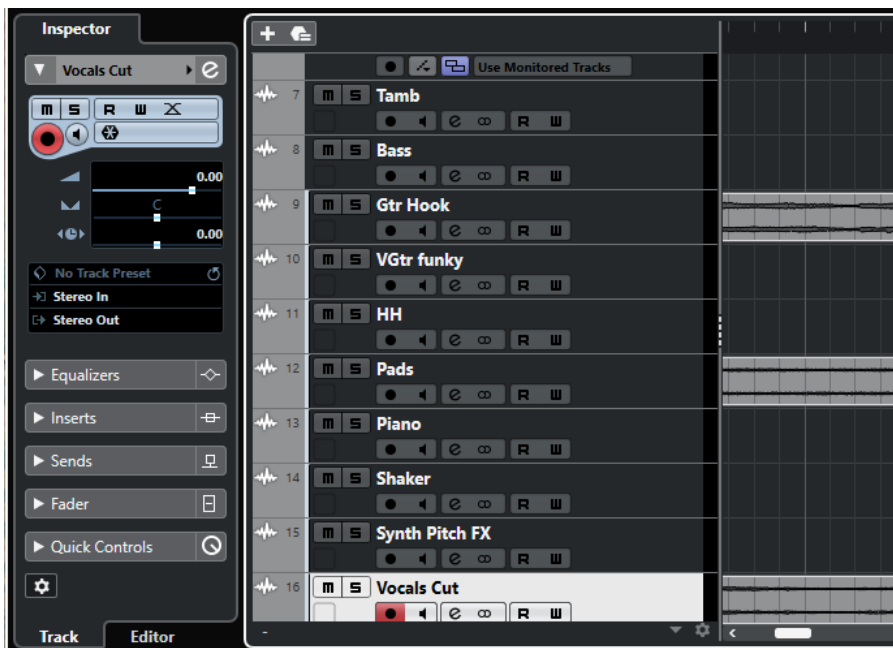 Inspector
Vocals Cut
m S R W
0.00
C
0.00
No Track Preset
Stereo In
Stereo Out
Equalizers
Inserts
Sends
Fader
Quick Controls
Track Editor
Use Monitored Tracks
7 m S Tamb
e R W
8 m S Bass
e R W
9 m S Gtr Hook
e R W
10 m S VGtr funky
e R W
11 m S HH
e R W
12 m S Pads
e R W
13 m S Piano
e R W
14 m S Shaker
e R W
15 m S Synth Pitch FX
e R W
16 m S Vocals Cut
e R W